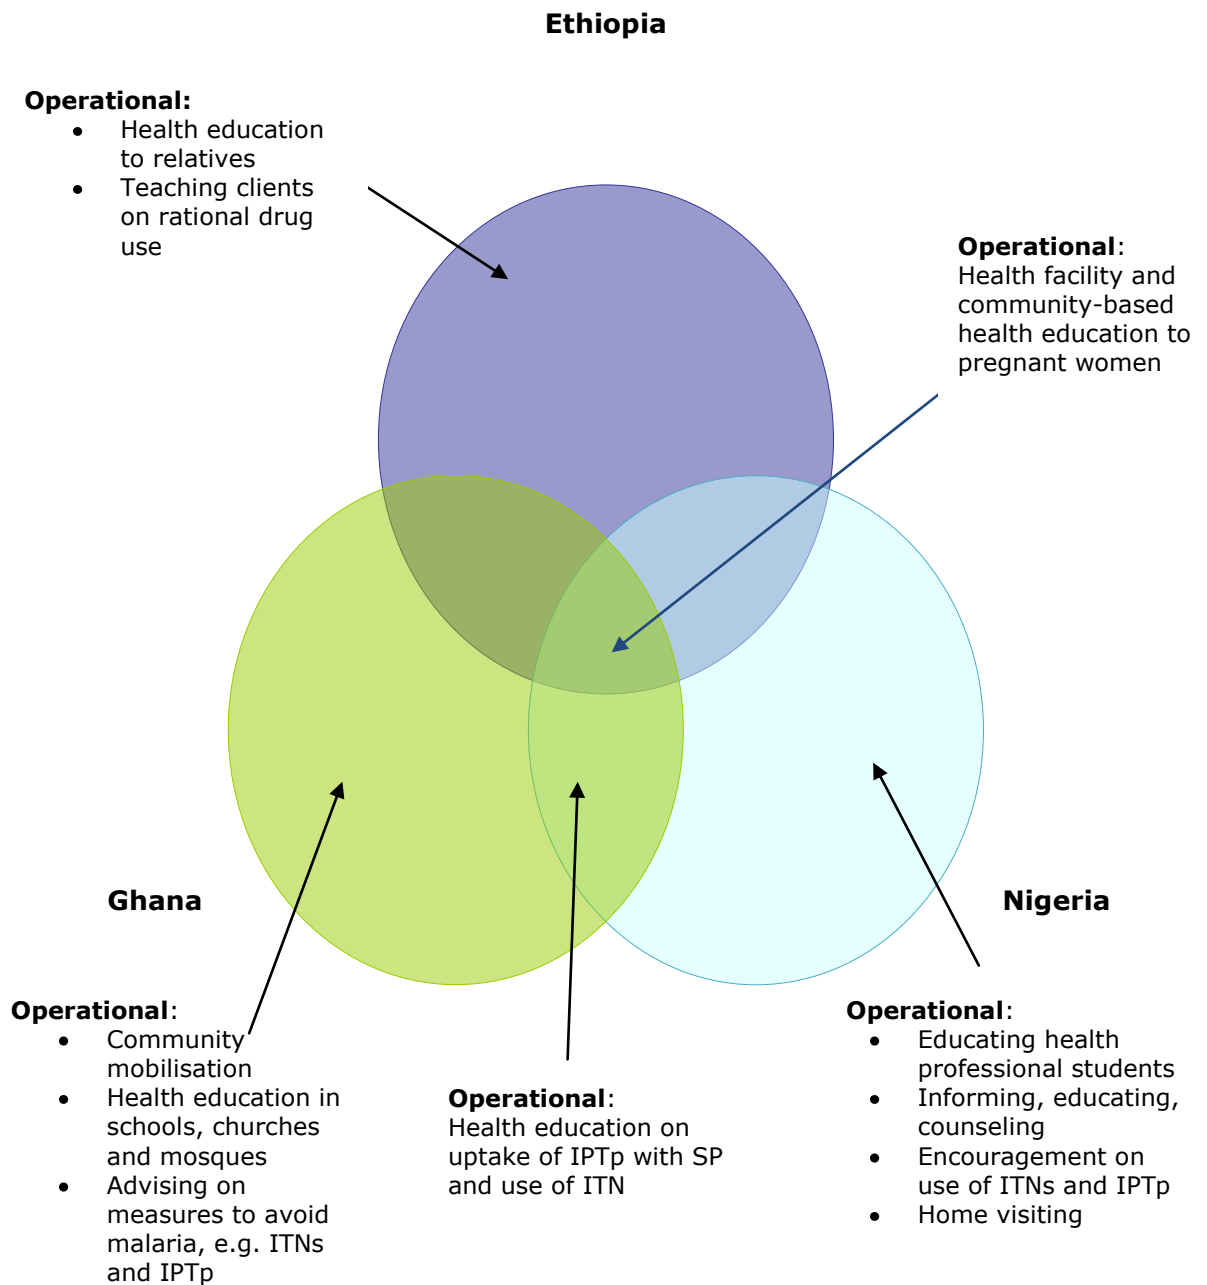 Ethiopia
Operational:
• Health education
to relatives
• Teaching clients
on rational drug
use
Operational:
Health facility and
community-based
health education to
pregnant women
Ghana
Nigeria
Operational:
• Community
mobilisation
• Health education in
schools, churches
and mosques
• Advising on
measures to avoid
malaria, e.g. ITNs
and IPTp
Operational:
Health education on
uptake of IPTp with SP
and use of ITN
Operational:
• Educating health
professional students
• Informing, educating,
counseling
• Encouragement on
use of ITNs and IPTp
• Home visiting